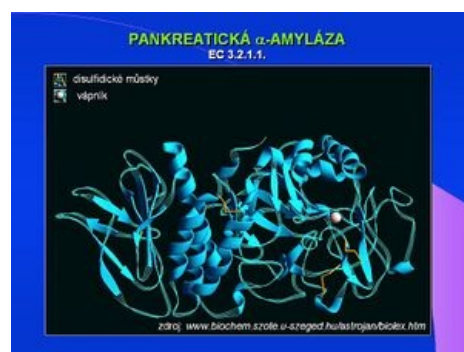 PANKREATICKÁ α-AMYLÁZA
EC 3.2.1.1.
disulfidické můstky
vápník
zdroj: www.biochem.szote.u-szeged.hu/astrojan/biolex.htm